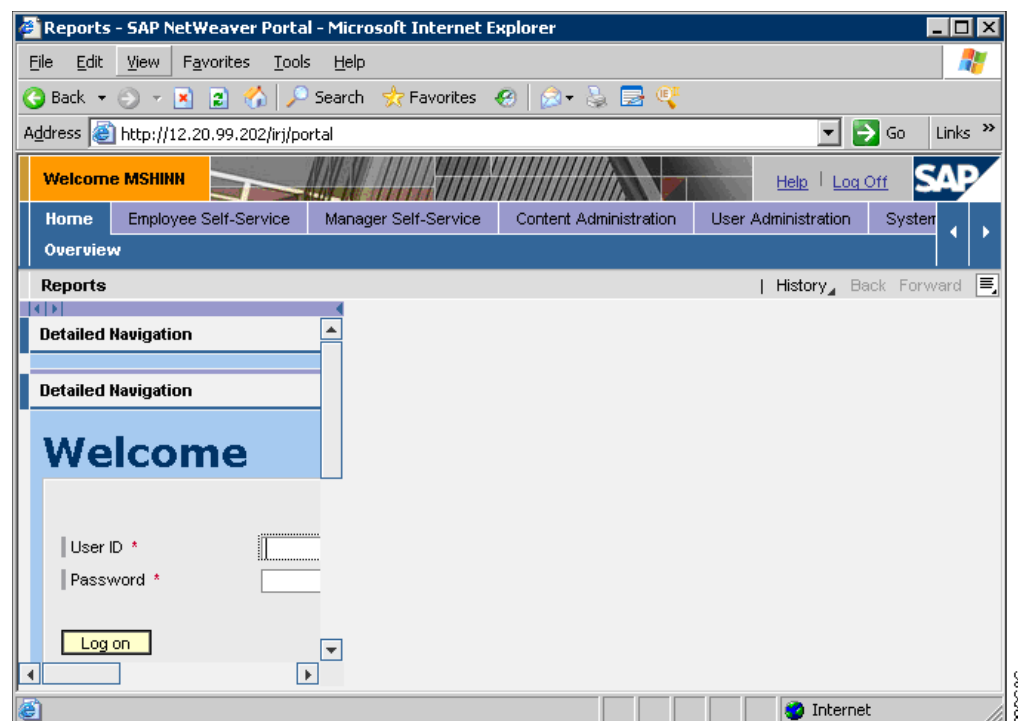 Reports - SAP NetWeaver Portal - Microsoft Internet Explorer
File Edit View Favorites Tools Help
Back Search Favorites
Address http://12.20.99.202/irj/portal Go Links »
Welcome MSHINN Help | Log Off SAP
Home Employee Self-Service Manager Self-Service Content Administration User Administration System
Overview
Reports | History Back Forward
Detailed Navigation
Detailed Navigation
Welcome
User ID *
Password *
Log on
Internet